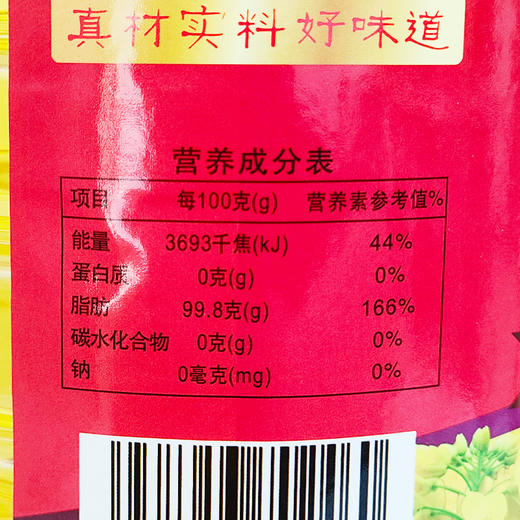 真材实料好味道
营养成分表
项目 每100克(g) 营养素参考值%
能量 3693千焦(kJ) 44%
蛋白质 0克(g) 0%
脂肪 99.8克(g) 166%
碳水化合物 0克(g) 0%
钠 0毫克(mg) 0%